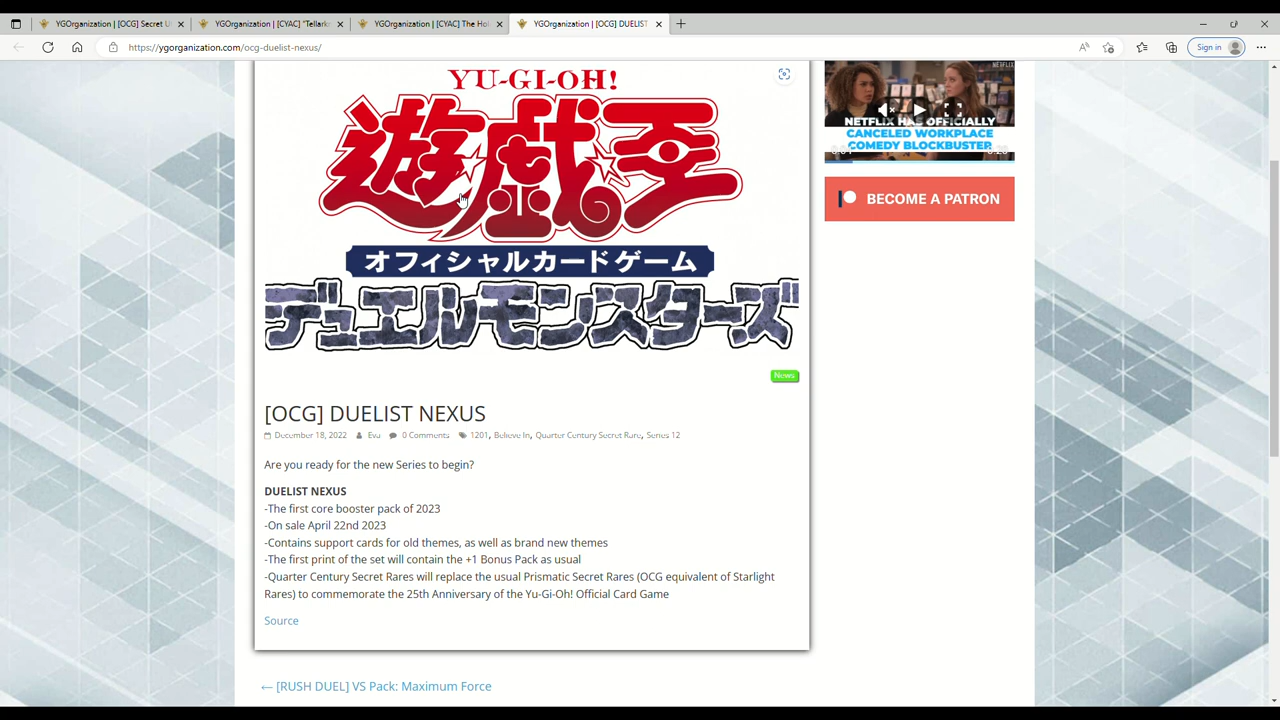 YGOrganization | [OCG] Secret U
YGOrganization | [CYAC] "Tellark
YGOrganization | [CYAC] The Hol
YGOrganization | [OCG] DUELIST
https://ygorganization.com/ocg-duelist-nexus/
Sign in
YU-GI-OH!
遊戯王
オフィシャルカードゲーム
デュエルモンスターズ
NETFLIX
NETFLIX HAS OFFICIALLY
CANCELED WORKPLACE
COMEDY BLOCKBUSTER
BECOME A PATRON
News
[OCG] DUELIST NEXUS
December 18, 2022 Eva 0 Comments 1201, Believe In, Quarter Century Secret Rare, Series 12
Are you ready for the new Series to begin?
DUELIST NEXUS
-The first core booster pack of 2023
-On sale April 22nd 2023
-Contains support cards for old themes, as well as brand new themes
-The first print of the set will contain the +1 Bonus Pack as usual
-Quarter Century Secret Rares will replace the usual Prismatic Secret Rares (OCG equivalent of Starlight
Rares) to commemorate the 25th Anniversary of the Yu-Gi-Oh! Official Card Game
Source
← [RUSH DUEL] VS Pack: Maximum Force